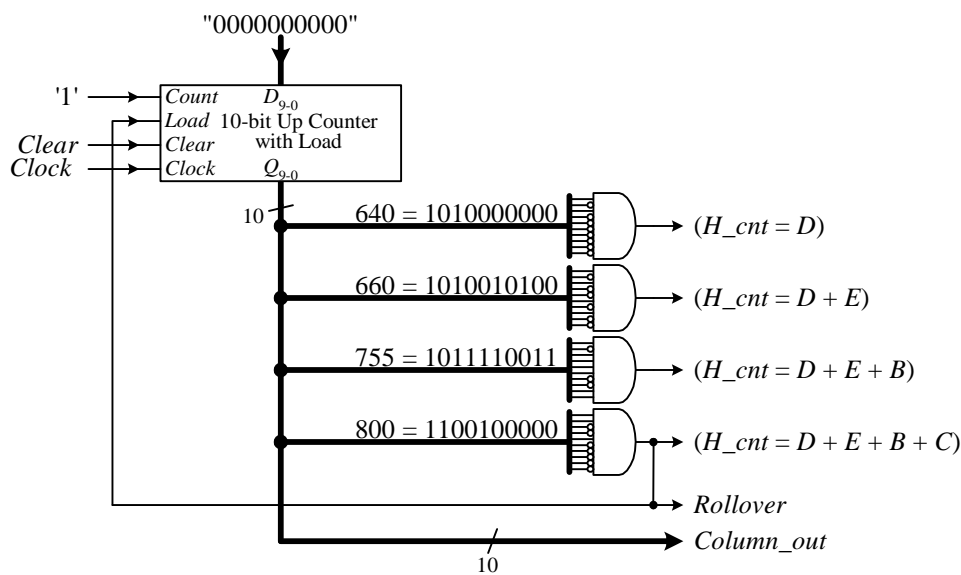 "0000000000"
'1'
Count D9-0
Load 10-bit Up Counter
with Load
Clear Clear
Clock Clock Q9-0
10
640 = 1010000000
(H_cnt = D)
660 = 1010010100
(H_cnt = D + E)
755 = 1011110011
(H_cnt = D + E + B)
800 = 1100100000
(H_cnt = D + E + B + C)
Rollover
Column_out
10